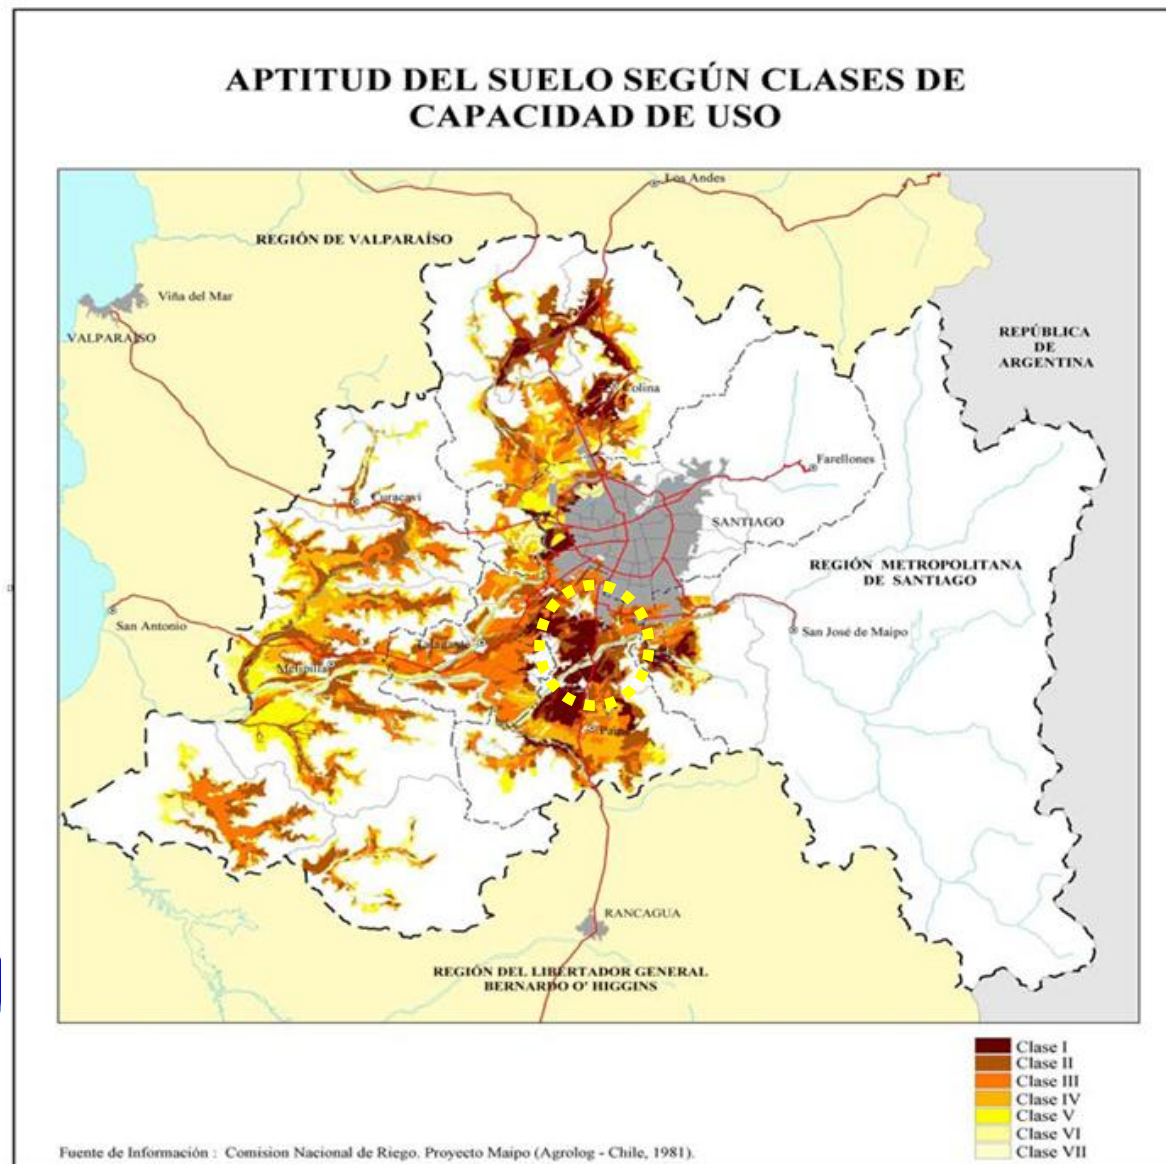 APTITUD DEL SUELO SEGÚN CLASES DE
CAPACIDAD DE USO
Los Andes
REGIÓN DE VALPARAÍSO
Viña del Mar
VALPARAISO
REPÚBLICA
DE
ARGENTINA
Colina
Farellones
Curacaví
SANTIAGO
REGIÓN METROPOLITANA
DE SANTIAGO
San Antonio
San José de Maipo
Talagante
Melipilla
Paine
RANCAGUA
REGIÓN DEL LIBERTADOR GENERAL
BERNARDO O' HIGGINS
Clase I
Clase II
Clase III
Clase IV
Clase V
Clase VI
Clase VII
Fuente de Información : Comision Nacional de Riego. Proyecto Maipo (Agrolog - Chile, 1981).